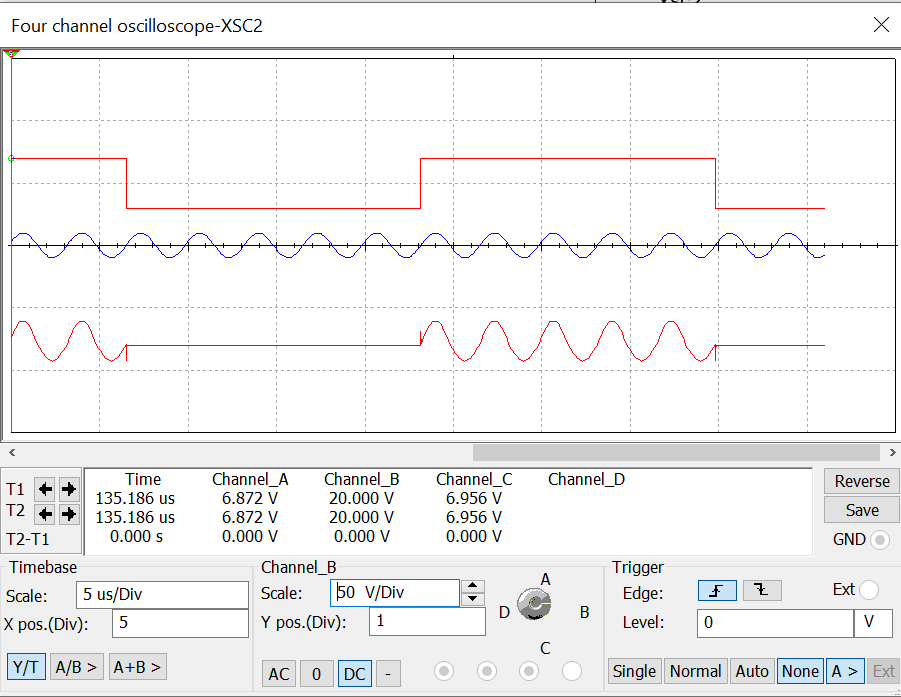 Four channel oscilloscope-XSC2
T1
T2
T2-T1
Time Channel_A Channel_B Channel_C Channel_D
135.186 us 6.872 V 20.000 V 6.956 V
135.186 us 6.872 V 20.000 V 6.956 V
0.000 s 0.000 V 0.000 V 0.000 V
Reverse
Save
GND
Timebase
Scale: 5 us/Div
X pos.(Div): 5
Y/T A/B > A+B >
Channel_B
Scale: 50 V/Div
Y pos.(Div): 1
AC 0 DC -
A
D B
C
Trigger
Edge: Ext
Level: 0 V
Single Normal Auto None A > Ext